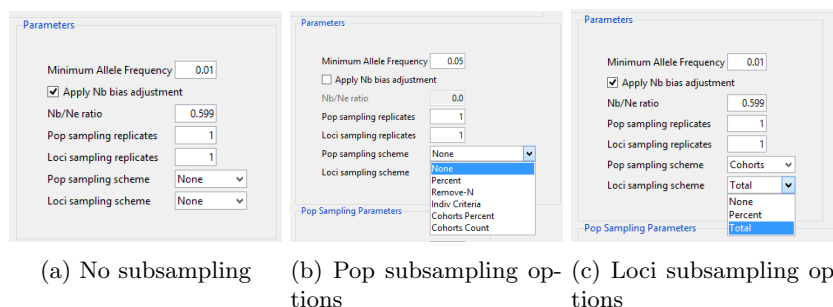 Parameters
Minimum Allele Frequency 0.01
Apply Nb bias adjustment
Nb/Ne ratio 0.599
Pop sampling replicates 1
Loci sampling replicates 1
Pop sampling scheme None
Loci sampling scheme None
(a) No subsampling
Parameters
Minimum Allele Frequency 0.05
Apply Nb bias adjustment
Nb/Ne ratio 0.0
Pop sampling replicates 1
Loci sampling replicates 1
Pop sampling scheme None
Loci sampling scheme
None
Percent
Remove-N
Indiv Criteria
Cohorts Percent
Cohorts Count
Pop Sampling Parameters
(b) Pop subsampling op-
tions
Parameters
Minimum Allele Frequency 0.01
Apply Nb bias adjustment
Nb/Ne ratio 0.599
Pop sampling replicates 1
Loci sampling replicates 1
Pop sampling scheme Cohorts
Loci sampling scheme Total
None
Percent
Total
Pop Sampling Parameters
(c) Loci subsampling op
tions